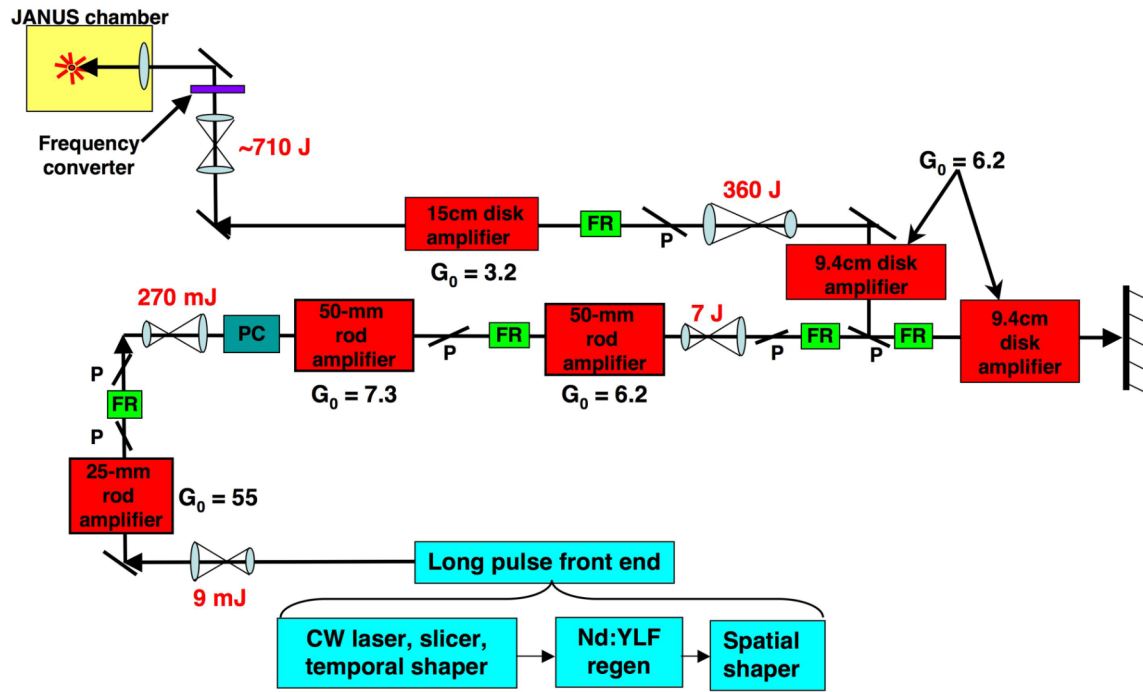 JANUS chamber
Frequency
converter
~710 J
G₀ = 6.2
360 J
15cm disk
amplifier
FR
P
G₀ = 3.2
9.4cm disk
amplifier
270 mJ
PC
50-mm
rod
amplifier
G₀ = 7.3
P
FR
50-mm
rod
amplifier
G₀ = 6.2
7 J
P
FR
P
FR
9.4cm
disk
amplifier
P
FR
P
25-mm
rod
amplifier
G₀ = 55
9 mJ
Long pulse front end
CW laser, slicer,
temporal shaper
Nd:YLF
regen
Spatial
shaper